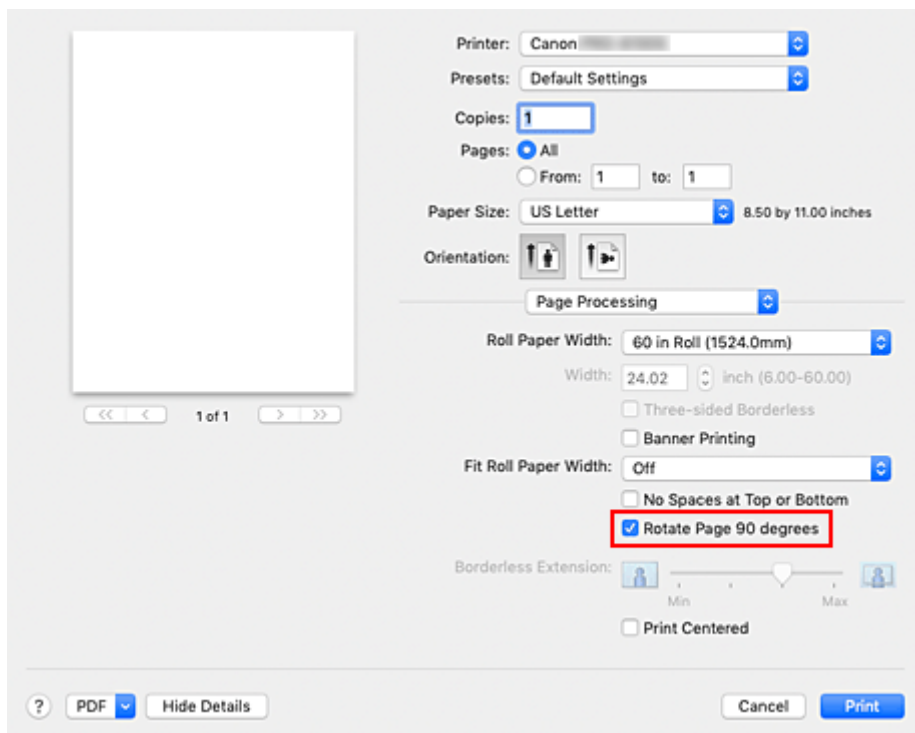 Printer: Canon
Presets: Default Settings
Copies: 1
Pages: All
From: 1 to: 1
Paper Size: US Letter 8.50 by 11.00 inches
Orientation:
Page Processing
Roll Paper Width: 60 in Roll (1524.0mm)
Width: 24.02 inch (6.00-60.00)
Three-sided Borderless
1 of 1
Banner Printing
Fit Roll Paper Width: Off
No Spaces at Top or Bottom
Rotate Page 90 degrees
Borderless Extension:
Min Max
Print Centered
? PDF Hide Details Cancel Print